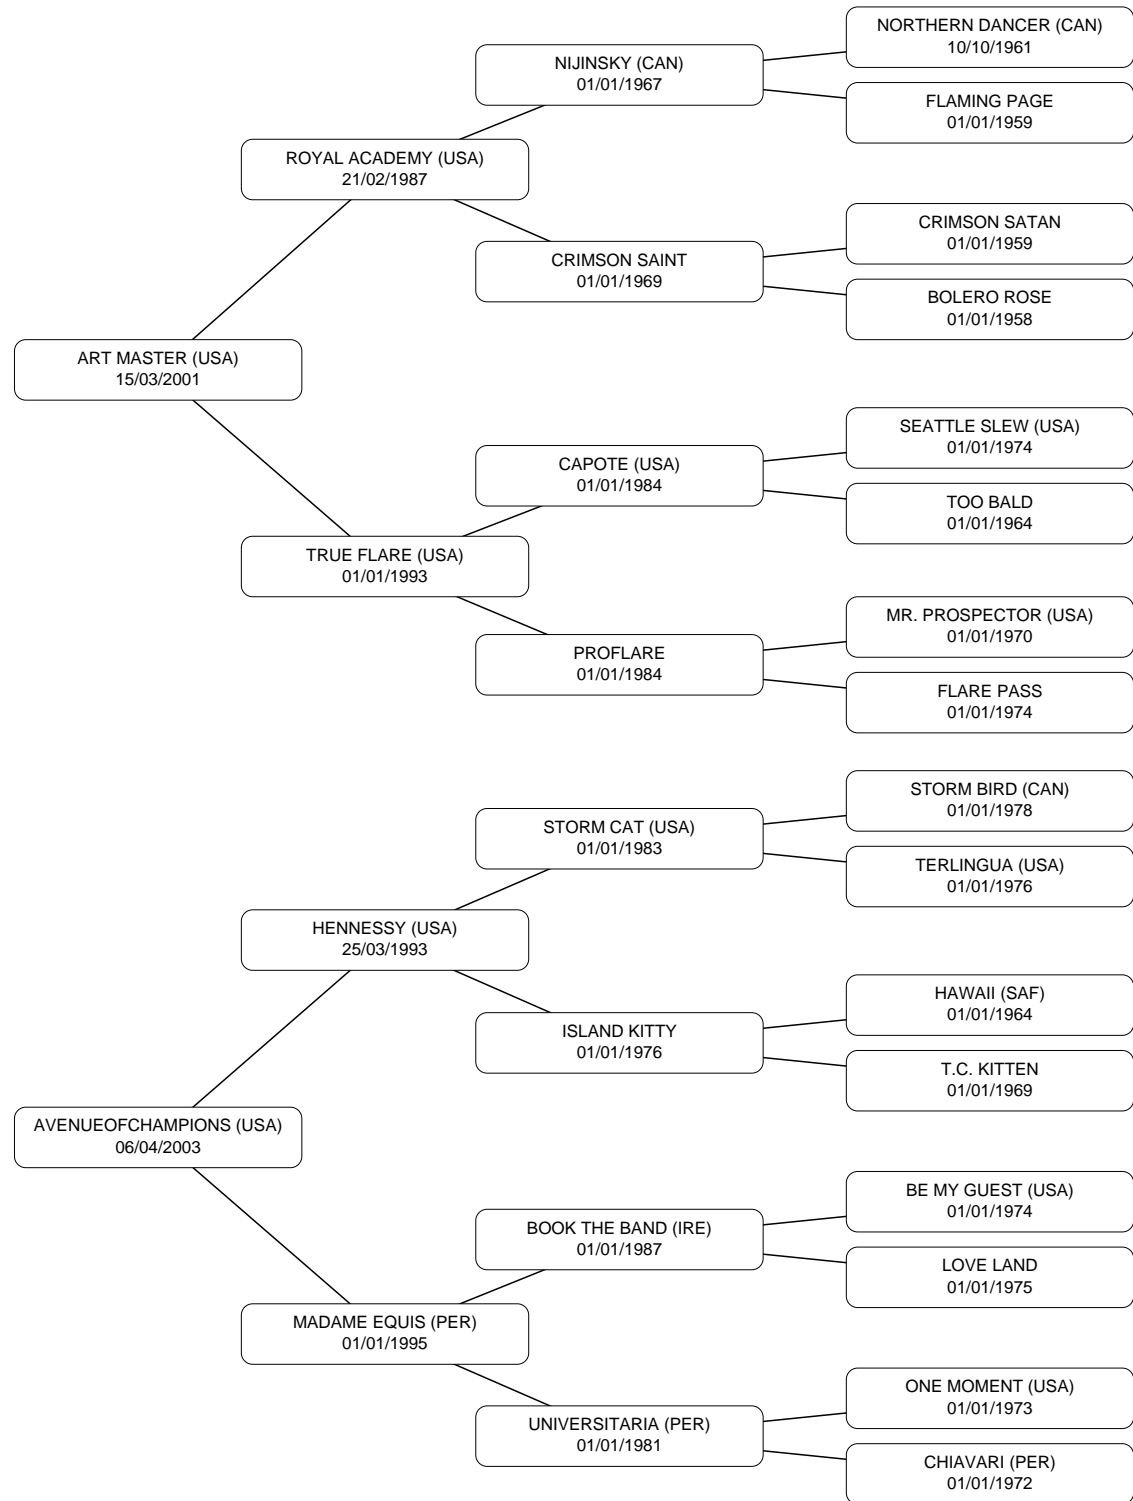 NORTHERN DANCER (CAN)
10/10/1961
NIJINSKY (CAN)
01/01/1967
FLAMING PAGE
01/01/1959
ROYAL ACADEMY (USA)
21/02/1987
CRIMSON SATAN
01/01/1959
CRIMSON SAINT
01/01/1969
BOLERO ROSE
01/01/1958
ART MASTER (USA)
15/03/2001
SEATTLE SLEW (USA)
01/01/1974
CAPOTE (USA)
01/01/1984
TOO BALD
01/01/1964
TRUE FLARE (USA)
01/01/1993
MR. PROSPECTOR (USA)
01/01/1970
PROFLARE
01/01/1984
FLARE PASS
01/01/1974
STORM BIRD (CAN)
01/01/1978
STORM CAT (USA)
01/01/1983
TERLINGUA (USA)
01/01/1976
HENNESSY (USA)
25/03/1993
HAWAII (SAF)
01/01/1964
ISLAND KITTY
01/01/1976
T.C. KITTEN
01/01/1969
AVENUEOFCHAMPIONS (USA)
06/04/2003
BE MY GUEST (USA)
01/01/1974
BOOK THE BAND (IRE)
01/01/1987
LOVE LAND
01/01/1975
MADAME EQUIS (PER)
01/01/1995
ONE MOMENT (USA)
01/01/1973
UNIVERSITARIA (PER)
01/01/1981
CHIAVARI (PER)
01/01/1972